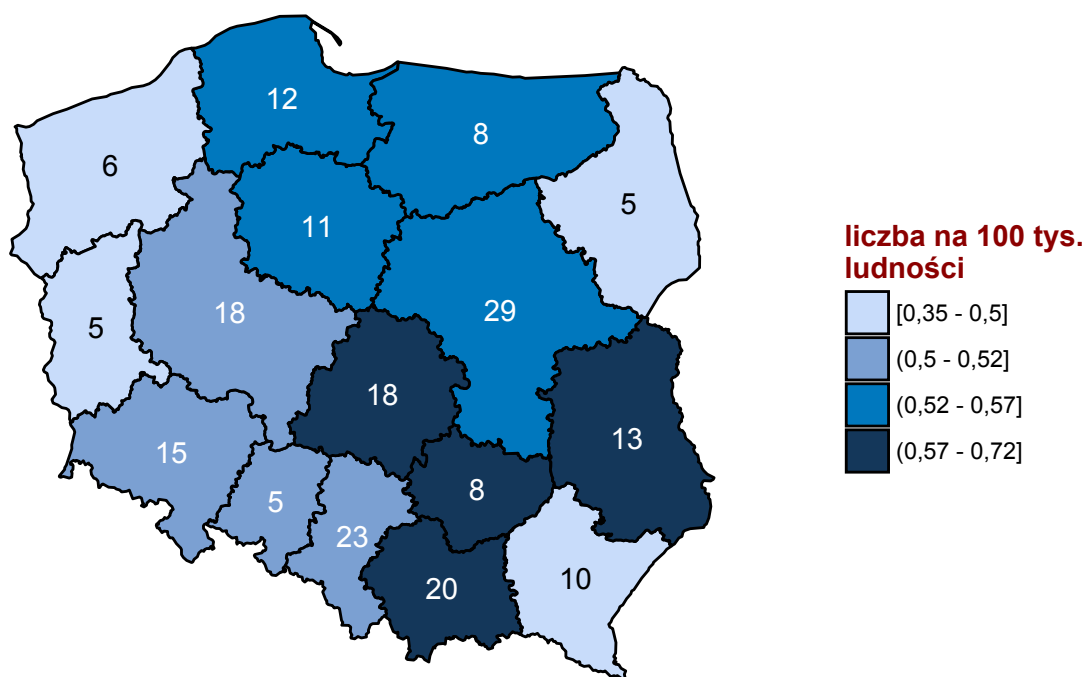 12
8
6
5
11
18
29
5
18
13
15
8
5
23
20
10
liczba na 100 tys.
ludności
[0,35 - 0,5]
(0,5 - 0,52]
(0,52 - 0,57]
(0,57 - 0,72]